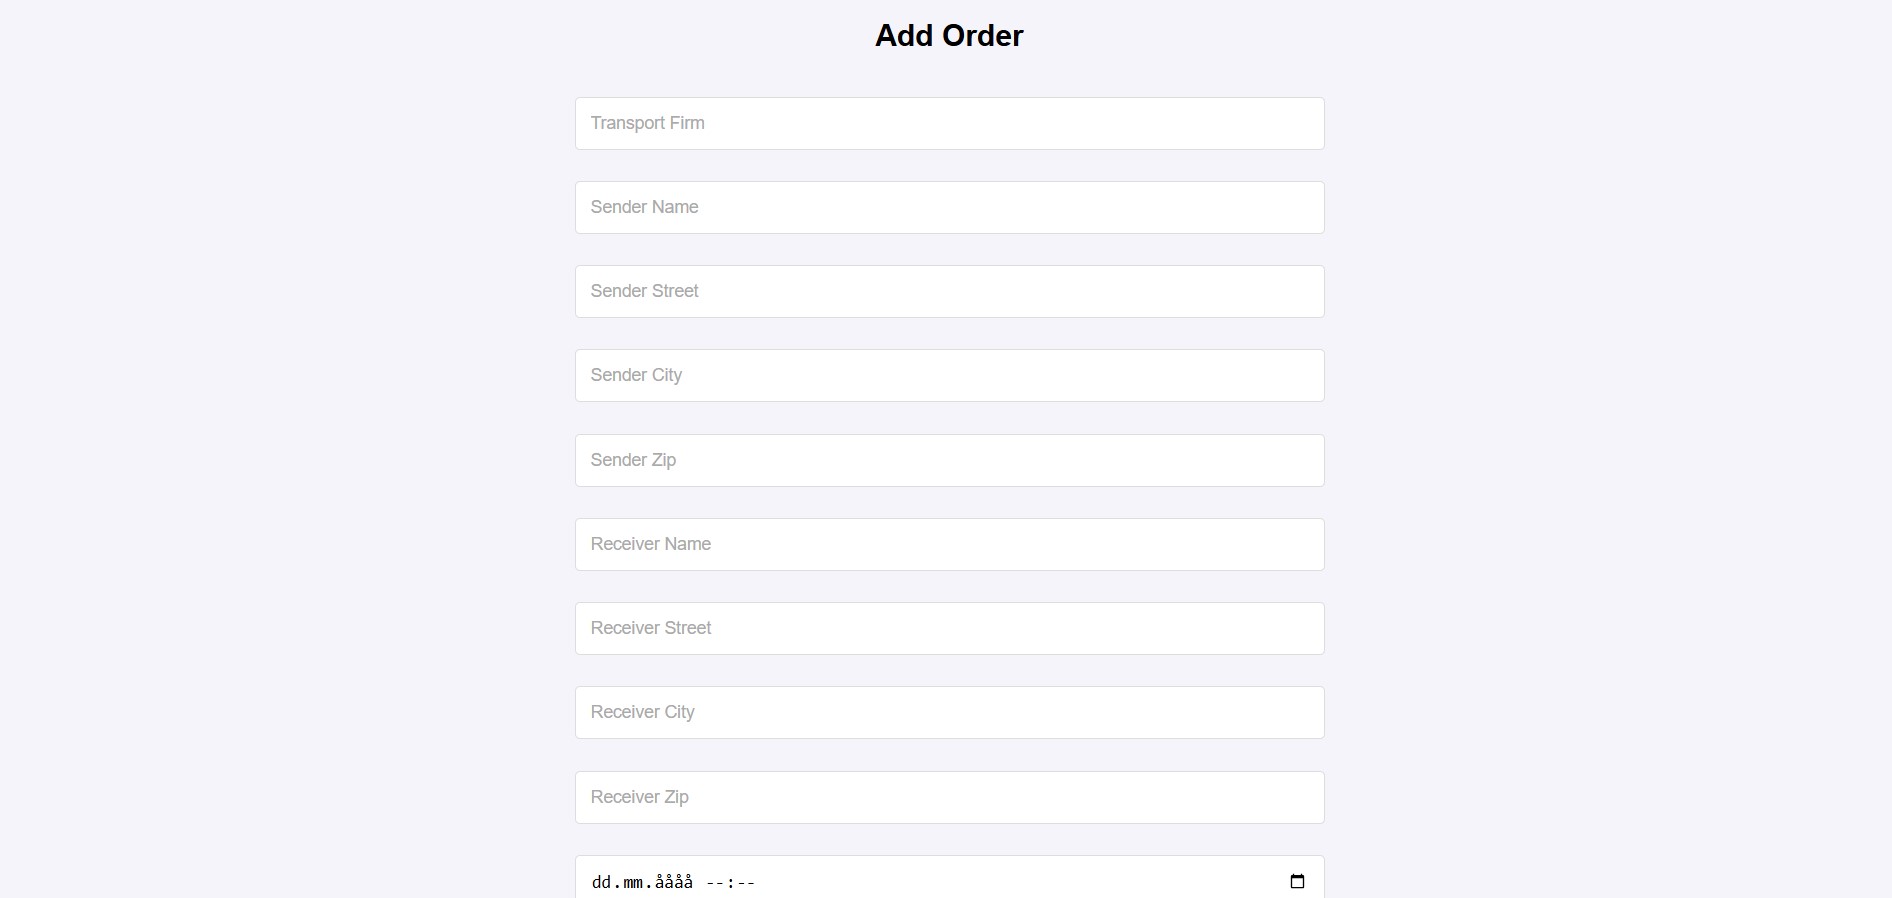 Add Order
Transport Firm
Sender Name
Sender Street
Sender City
Sender Zip
Receiver Name
Receiver Street
Receiver City
Receiver Zip
dd.mm.åååå --:--